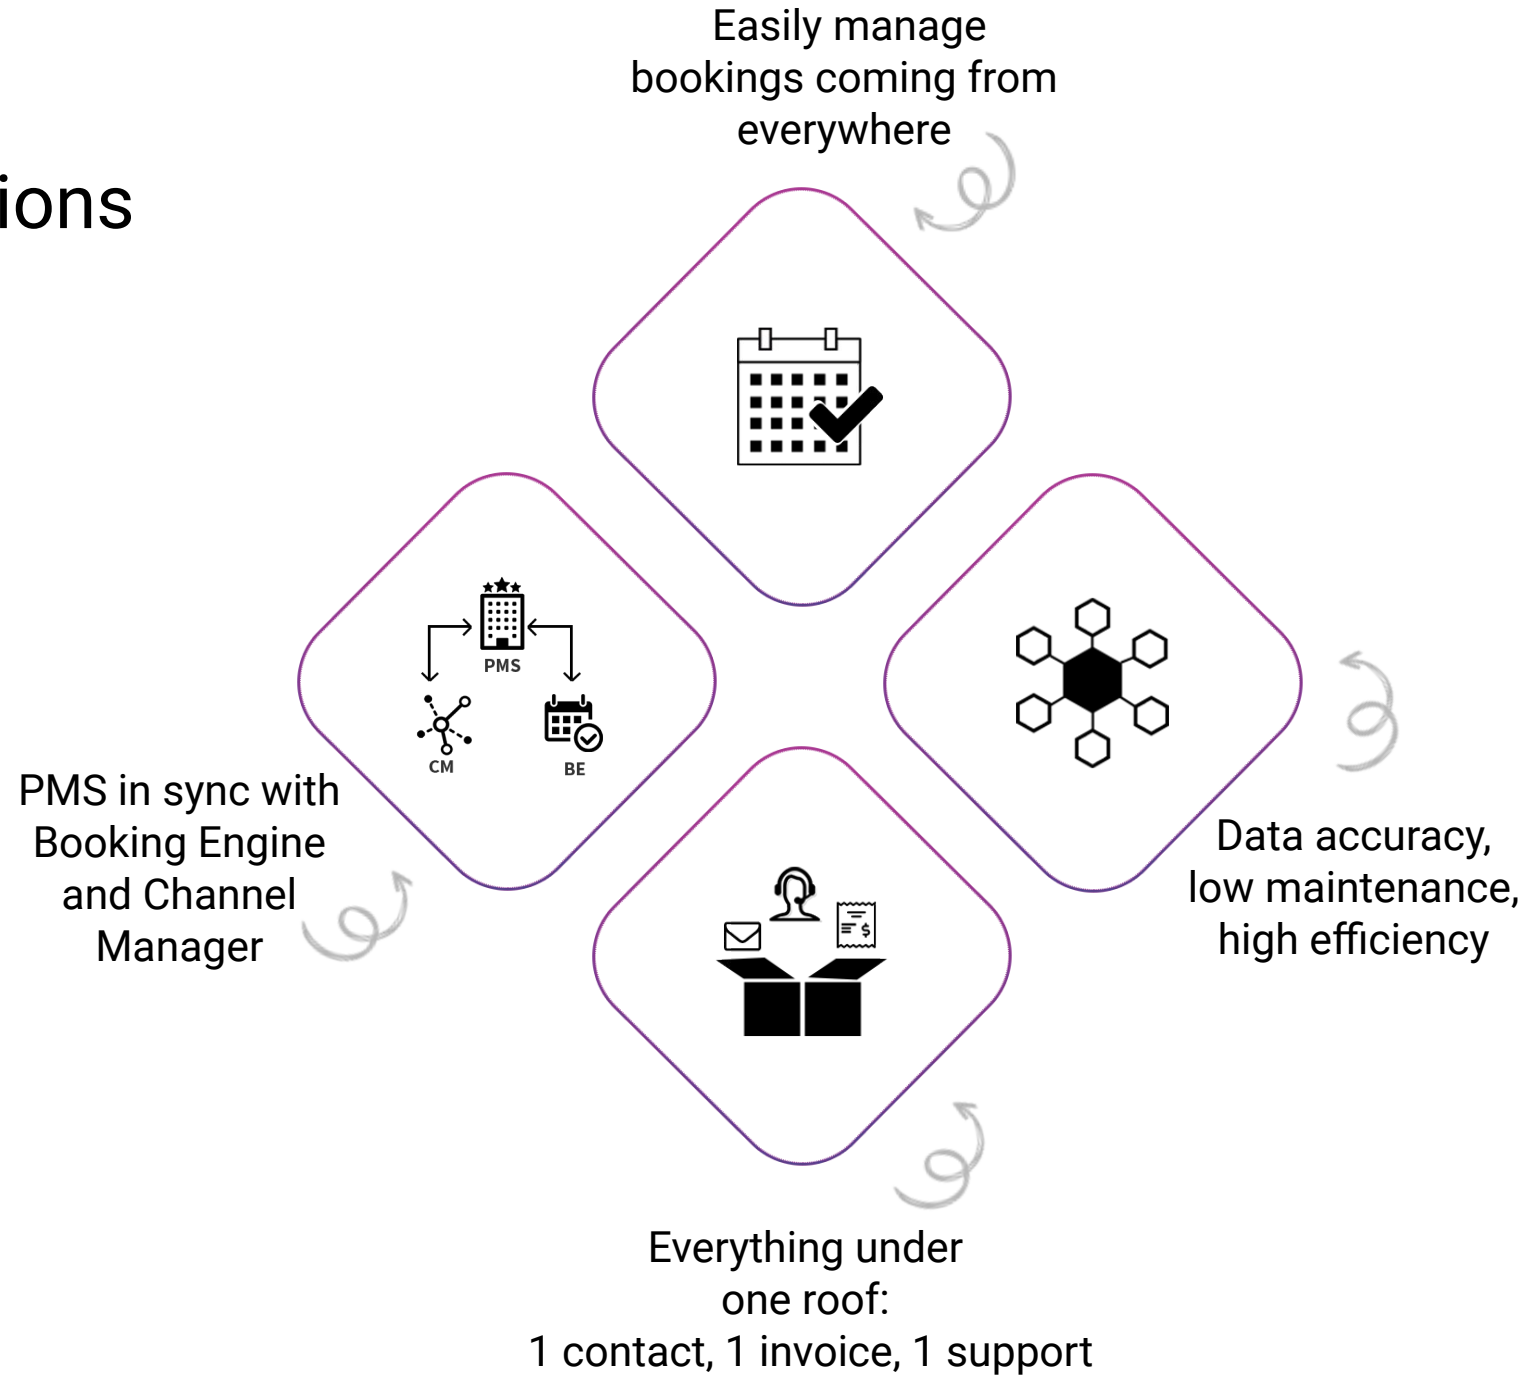 Easily manage
bookings coming from
everywhere
ions
PMS
CM
BE
PMS in sync with
Booking Engine
and Channel
Manager
Data accuracy,
low maintenance,
high efficiency
$
Everything under
one roof:
1 contact, 1 invoice, 1 support